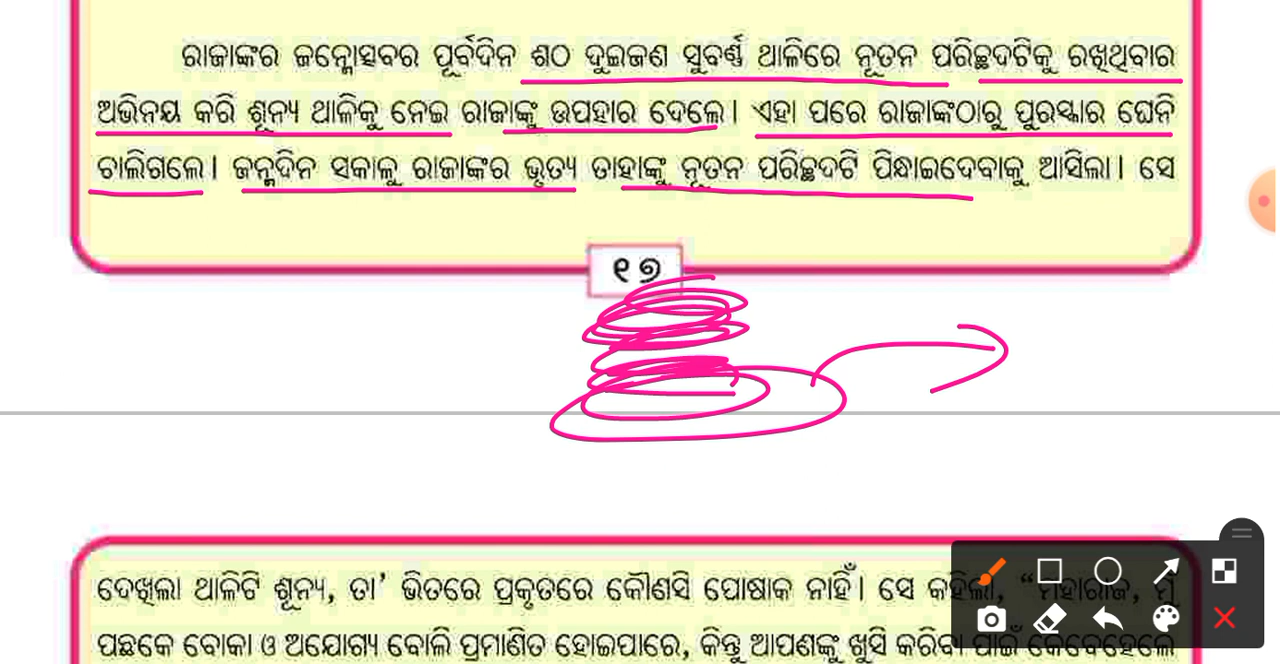 ରାଜାଙ୍କର ଜନ୍ମୋତ୍ସବର ପୂର୍ବଦିନ ଶଠ ଦୁଇଜଣ ସୁବର୍ଣ୍ଣ ଥାଳିରେ ନୂତନ ପରିଚ୍ଛଦଟିକୁ ରଖିଥିବାର
ଅଭିନୟ କରି ଶୂନ୍ୟ ଥାଳିକୁ ନେଇ ରାଜାଙ୍କୁ ଉପହାର ଦେଲେ। ଏହା ପରେ ରାଜାଙ୍କଠାରୁ ପୁରସ୍କାର ଘେନି
ଚାଲିଗଲେ। ଜନ୍ମଦିନ ସକାଳୁ ରାଜାଙ୍କର ଭୃତ୍ୟ ତାହାଙ୍କୁ ନୂତନ ପରିଚ୍ଛଦଟି ପିନ୍ଧାଇଦେବାକୁ ଆସିଲା। ସେ
୧୭
ଦେଖିଲା ଥାଳିଟି ଶୂନ୍ୟ, ତା’ ଭିତରେ ପ୍ରକୃତରେ କୌଣସି ପୋଷାକ ନାହିଁ। ସେ କହିଲା, “ମହାରାଜ, ମୁଁ
ପଛକେ ବୋକା ଓ ଅଯୋଗ୍ୟ ବୋଲି ପ୍ରମାଣିତ ହୋଇପାରେ, କିନ୍ତୁ ଆପଣଙ୍କୁ ଖୁସି କରିବା ପାଇଁ କେବେହେଲେ